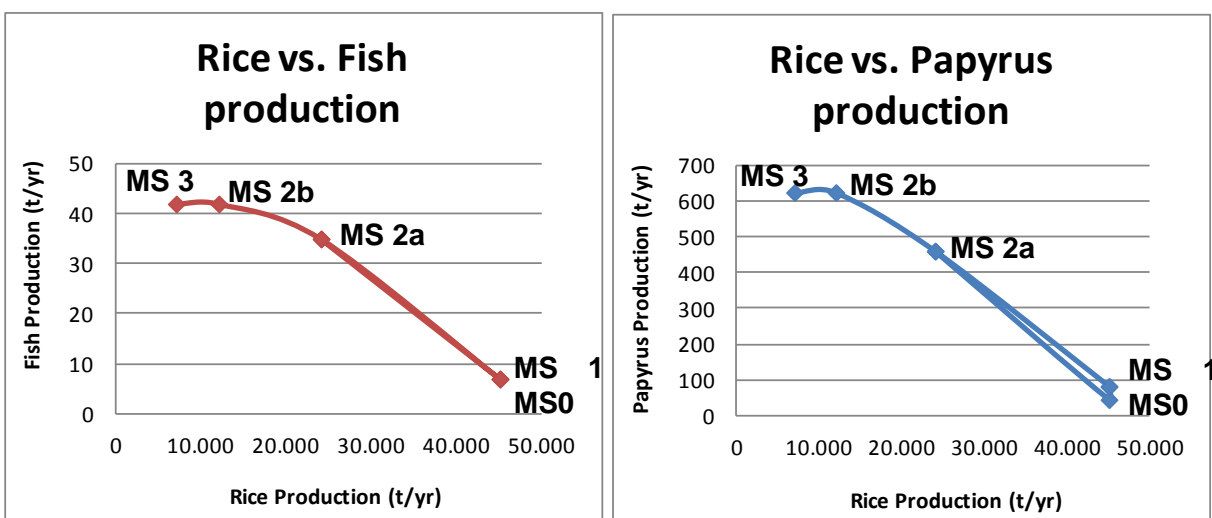 Rice vs. Fish
production
Fish Production (t/yr)
50
40
30
20
10
0
MS 3
MS 2b
MS 2a
MS 1
MS0
0 10.000 20.000 30.000 40.000 50.000
Rice Production (t/yr)
Rice vs. Papyrus
production
Papyrus Production (t/yr)
700
600
500
400
300
200
100
0
MS 3
MS 2b
MS 2a
MS 1
MS0
0 10.000 20.000 30.000 40.000 50.000
Rice Production (t/yr)